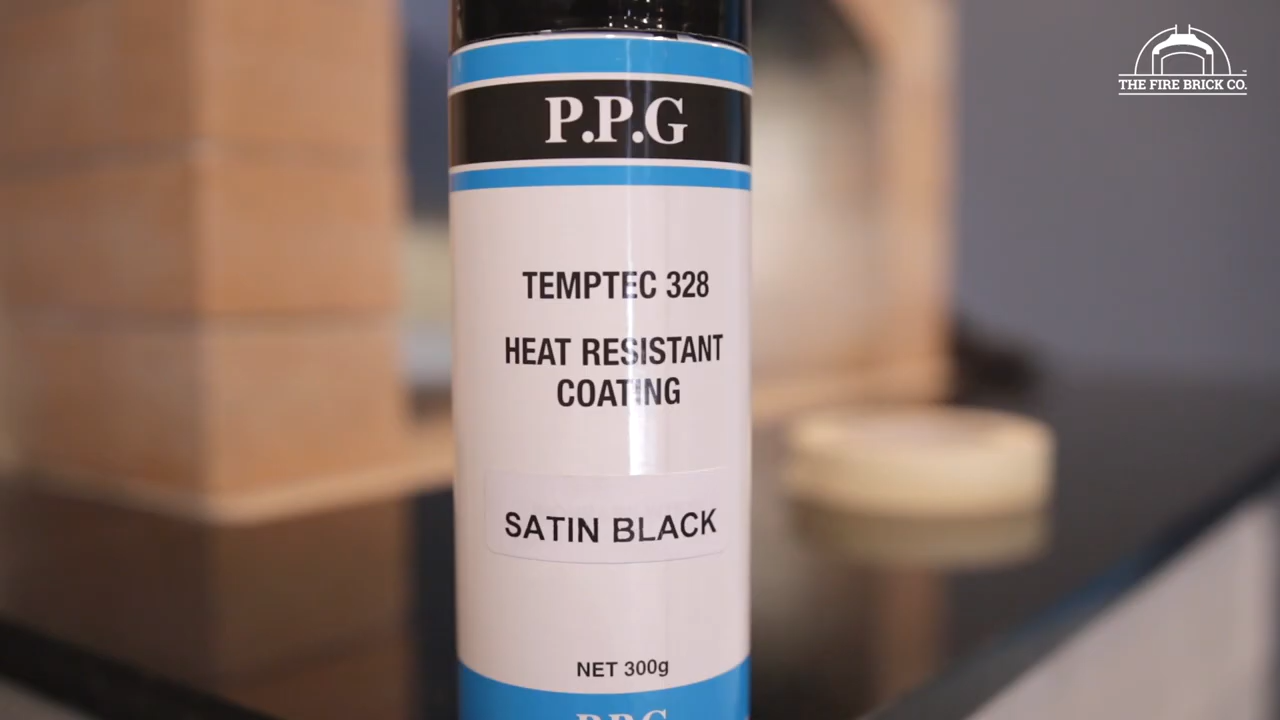 THE FIRE BRICK CO.
P.P.G
TEMPTEC 328
HEAT RESISTANT
COATING
SATIN BLACK
NET 300g
P.P.G